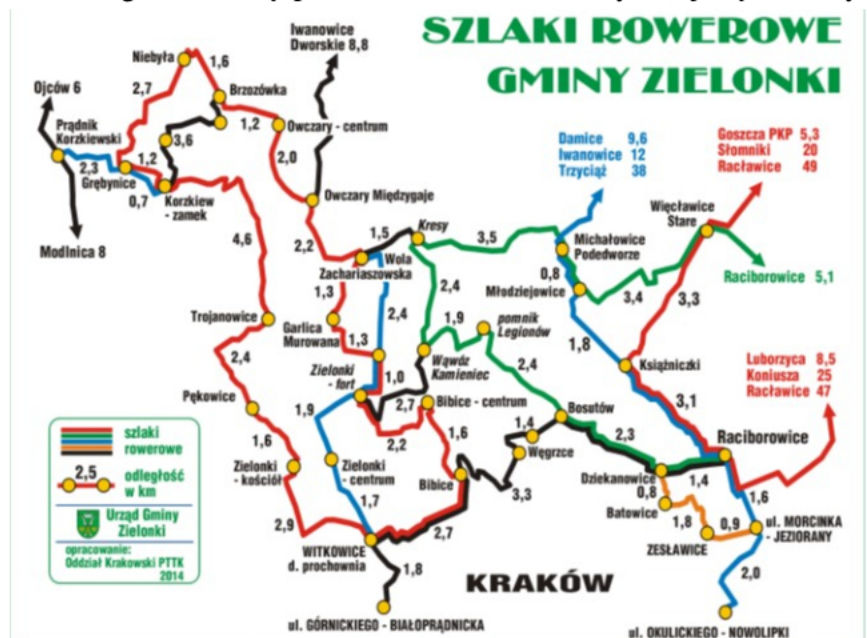 SZLAKI ROWEROWE
GMINY ZIELONKI
Iwanowice
Dworskie 8,8
Niebyła
1,6
Ojców 6
2,7
Brzozówka
1,2
Owczary - centrum
Prądnik
Korzkiewski
3,6
2,0
Damice 9,6
Iwanowice 12
Trzyciąż 38
Goszcza PKP 5,3
Słomniki 20
Racławice 49
2,3
1,2
Grębynice
0,7
Korzkiew
- zamek
Owczary Międzygaje
Modlnica 8
4,6
2,2
1,5
Kresy
3,5
Więcławice
Stare
Wola
Zachariaszowska
Michałowice
Podedworze
0,8
Młodziejowice
3,4
3,3
Raciborowice 5,1
1,3
2,4
2,4
Trojanowice
Garlica
Murowana
1,3
1,9
pomnik
Legionów
1,8
2,4
Zielonki
- fort
1,0
Wąwóz
Kamieniec
2,4
Książniczki
Luborzyca 8,5
Koniusza 25
Racławice 47
Pękowice
1,9
2,7
Bibice - centrum
3,1
2,2
Bosutów
1,6
1,6
1,4
2,3
Raciborowice
szlaki
rowerowe
2,5
odległość
w km
Urząd Gminy
Zielonki
opracowanie:
Oddział Krakowski PTTK
2014
Zielonki
- kościół
Zielonki
- centrum
Węgrzce
Bibice
Dziekanowice
1,4
0,8
1,6
1,7
3,3
Batowice
2,9
2,7
1,8
0,9
ul. MORCINKA
- JEZIORANY
WITKOWICE
d. prochownia
ZESŁAWICE
1,8
KRAKÓW
2,0
ul. GÓRNICKIEGO - BIAŁOPRĄDNICKA
ul. OKULICKIEGO - NOWOLIPKI